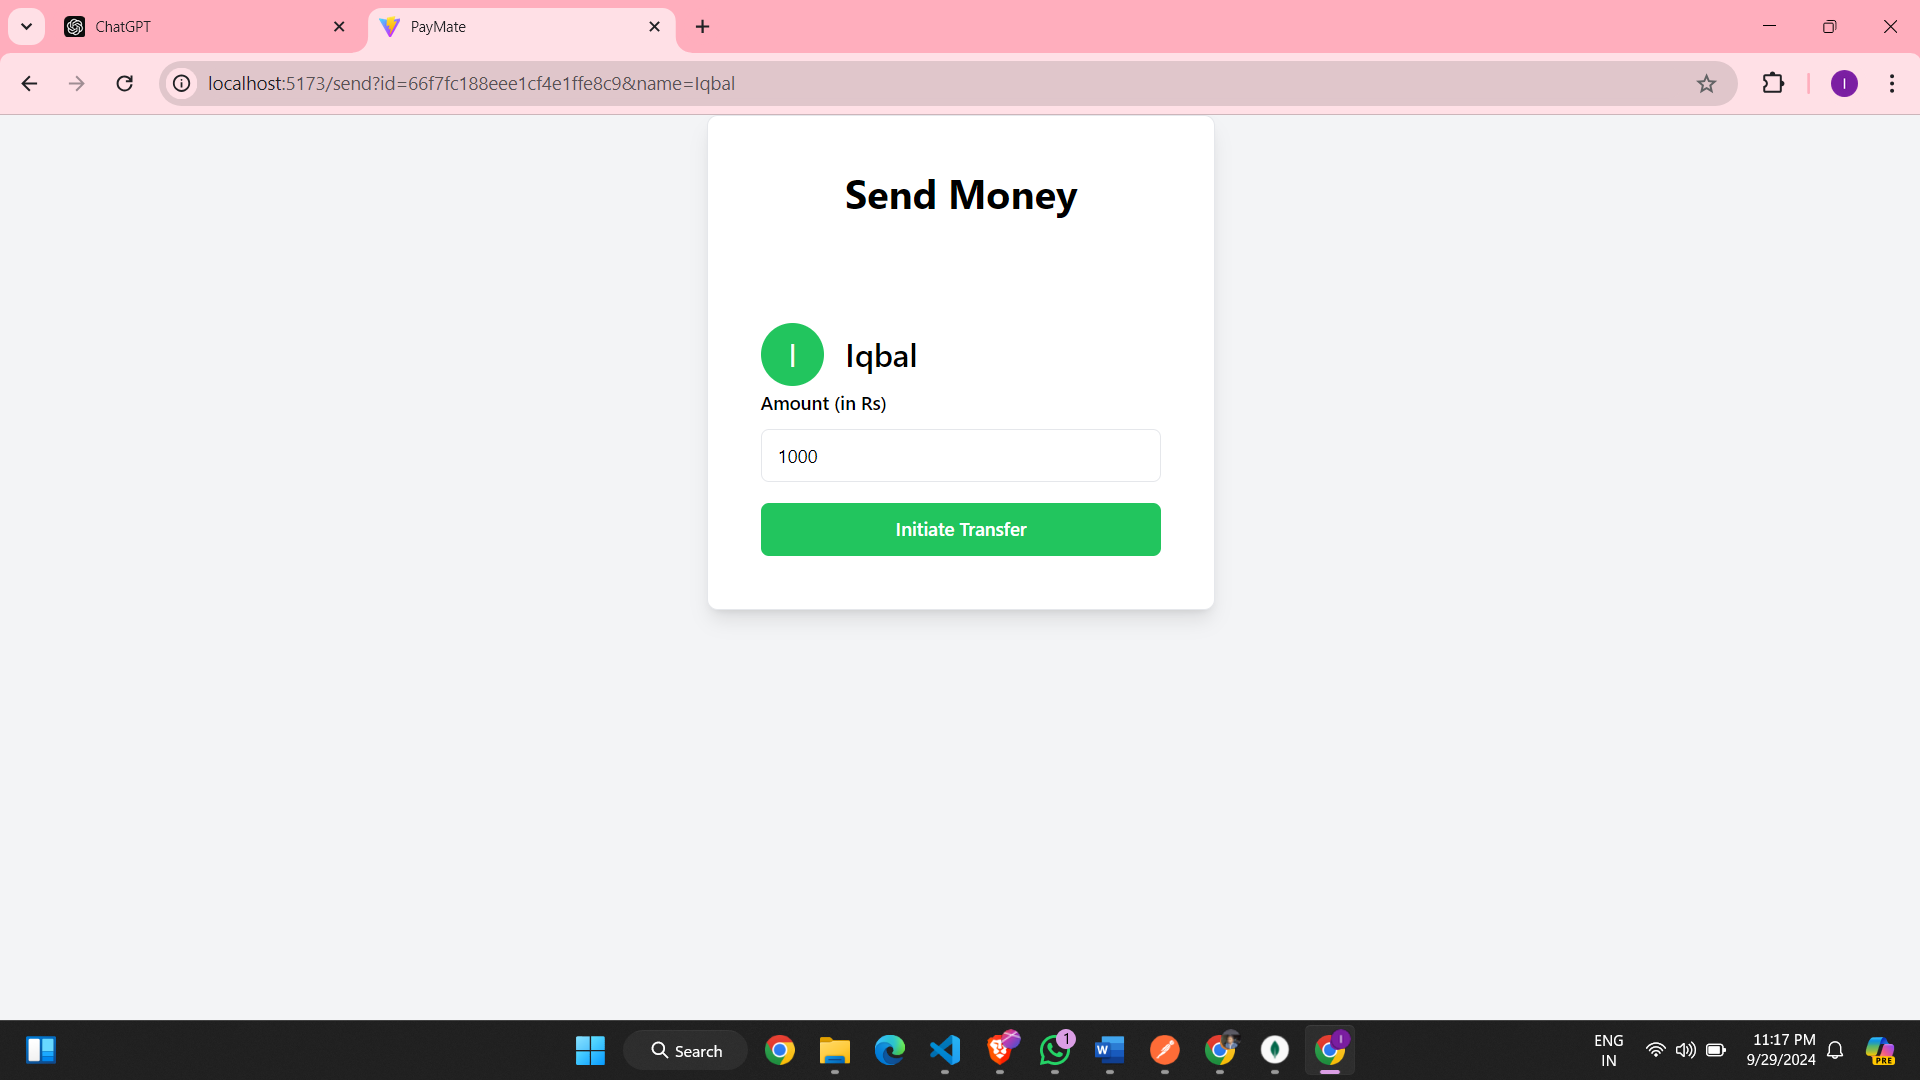 ChatGPT
PayMate
localhost:5173/send?id=66f7fc188eee1cf4e1ffe8c9&name=Iqbal
I
Send Money
I
Iqbal
Amount (in Rs)
1000
Initiate Transfer
Search
1
W
I
ENG
IN
11:17 PM
9/29/2024
PRE